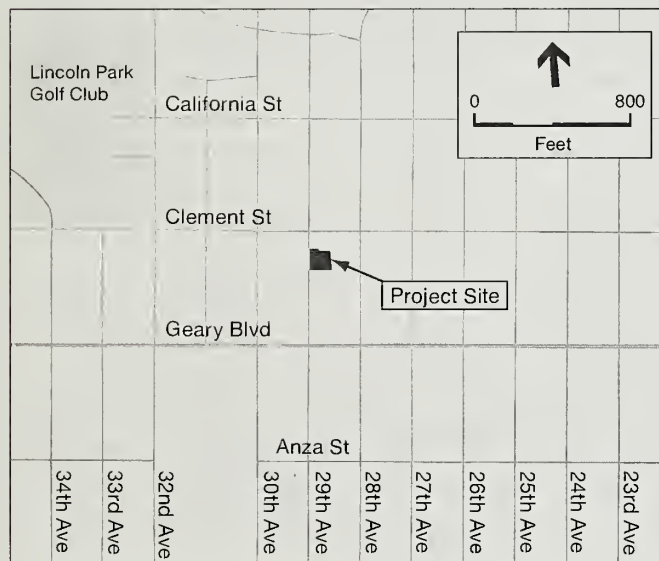 Lincoln Park
Golf Club
California St
0 800
Feet
Clement St
Project Site
Geary Blvd
Anza St
34th Ave
33rd Ave
32nd Ave
30th Ave
29th Ave
28th Ave
27th Ave
26th Ave
25th Ave
24th Ave
23rd Ave